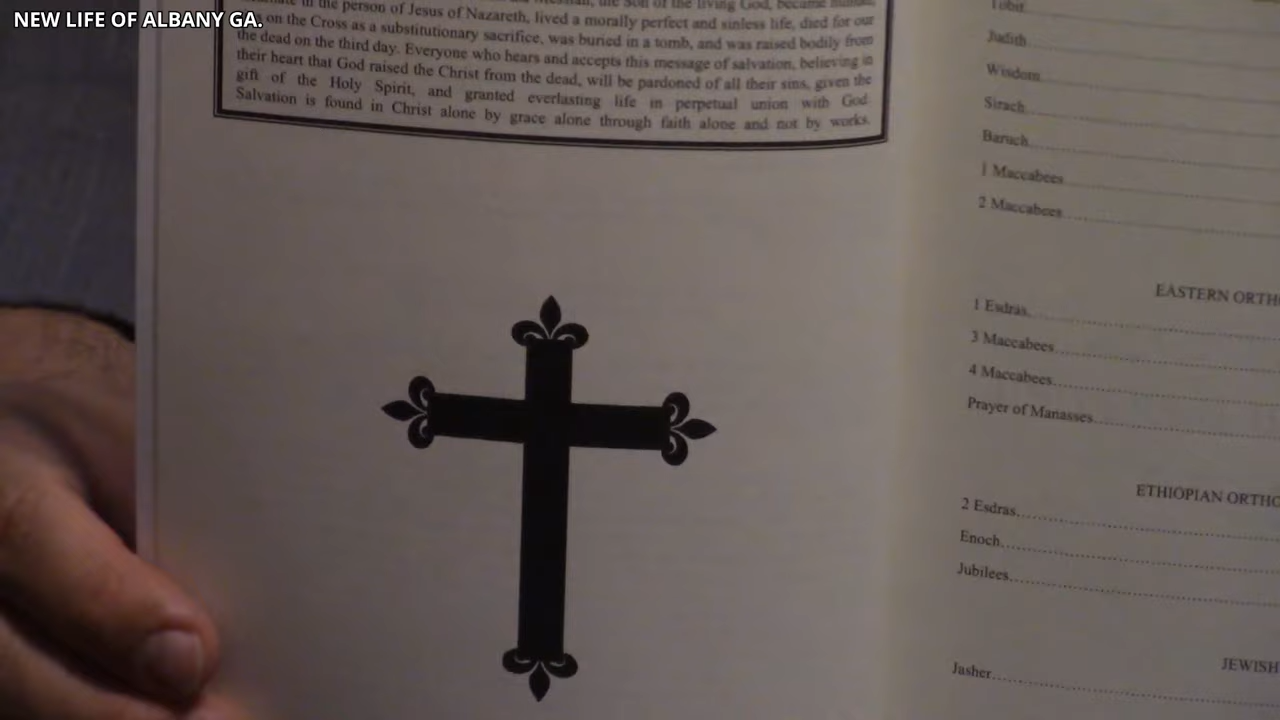 NEW LIFE OF ALBANY GA.
in the person of Jesus of Nazareth, lived a morally perfect and sinless life, died for our
on the Cross as a substitutionary sacrifice, was buried in a tomb, and was raised bodily from
the dead on the third day. Everyone who hears and accepts this message of salvation, believing in
their heart that God raised the Christ from the dead, will be pardoned of all their sins, given the
gift of the Holy Spirit, and granted everlasting life in perpetual union with God.
Salvation is found in Christ alone by grace alone through faith alone and not by works.
Tobit
Judith
Wisdom
Sirach
Baruch
1 Maccabees
2 Maccabees
EASTERN ORTH
1 Esdras
3 Maccabees
4 Maccabees
Prayer of Manasses
ETHIOPIAN ORTHO
2 Esdras
Enoch
Jubilees
JEWISH
Jasher